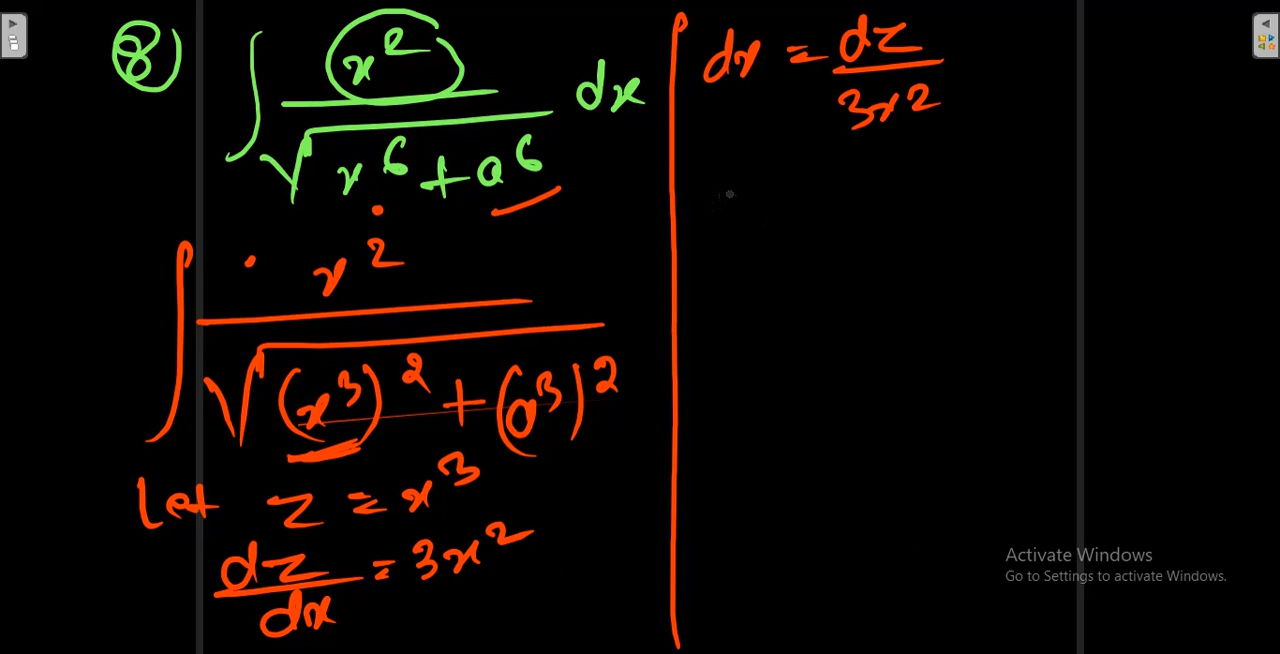 8) ∫ x² / √(x⁶ + a⁶) dx
∫ x² / √((x³)² + (a³)²)
Let z = x³
dz/dx = 3x²
dx = dz/3x²
Activate Windows
Go to Settings to activate Windows.